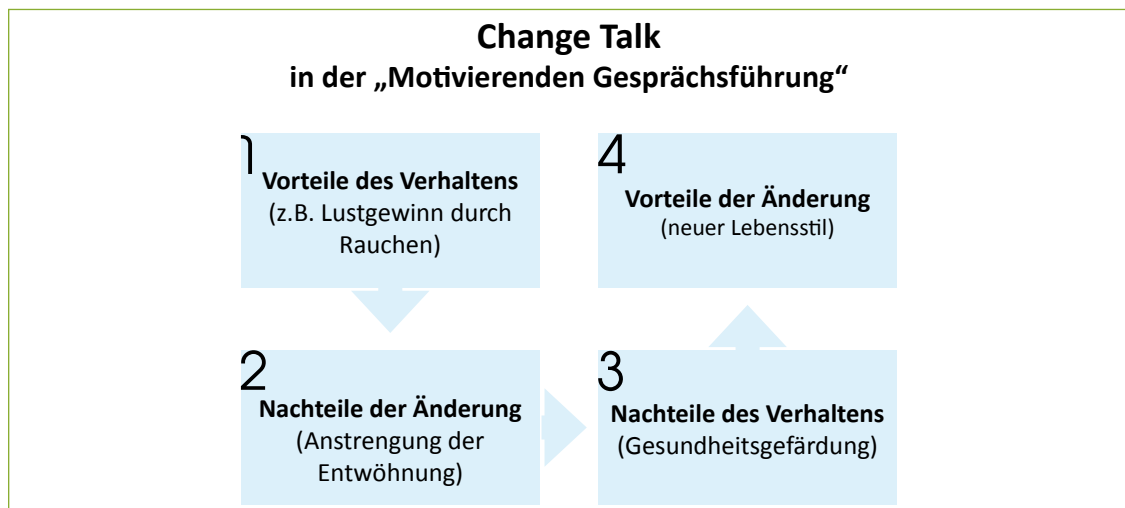 Change Talk
in der „Motivierenden Gesprächsführung“
1
Vorteile des Verhaltens
(z.B. Lustgewinn durch
Rauchen)
2
Nachteile der Änderung
(Anstrengung der
Entwöhnung)
3
Nachteile des Verhaltens
(Gesundheitsgefärdung)
4
Vorteile der Änderung
(neuer Lebensstil)